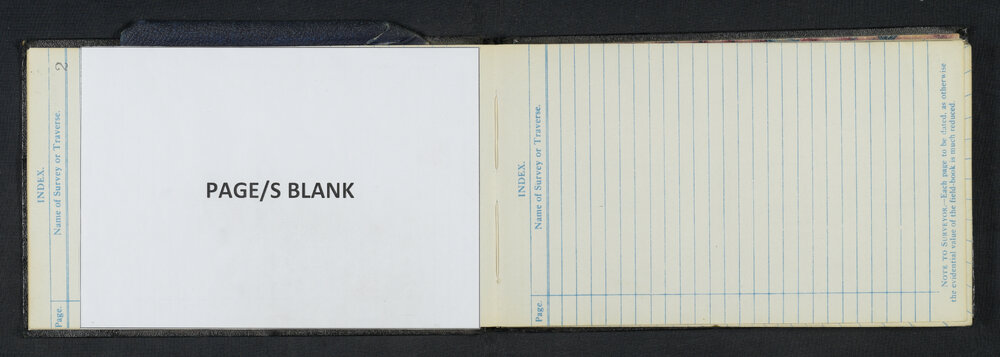 2
INDEX.
Page.
Name of Survey or Traverse.
PAGE/S BLANK
INDEX.
Page.
Name of Survey or Traverse.
NOTE TO SURVEYOR.—Each page to be dated, as otherwise
the evidential value of the field-book is much reduced.